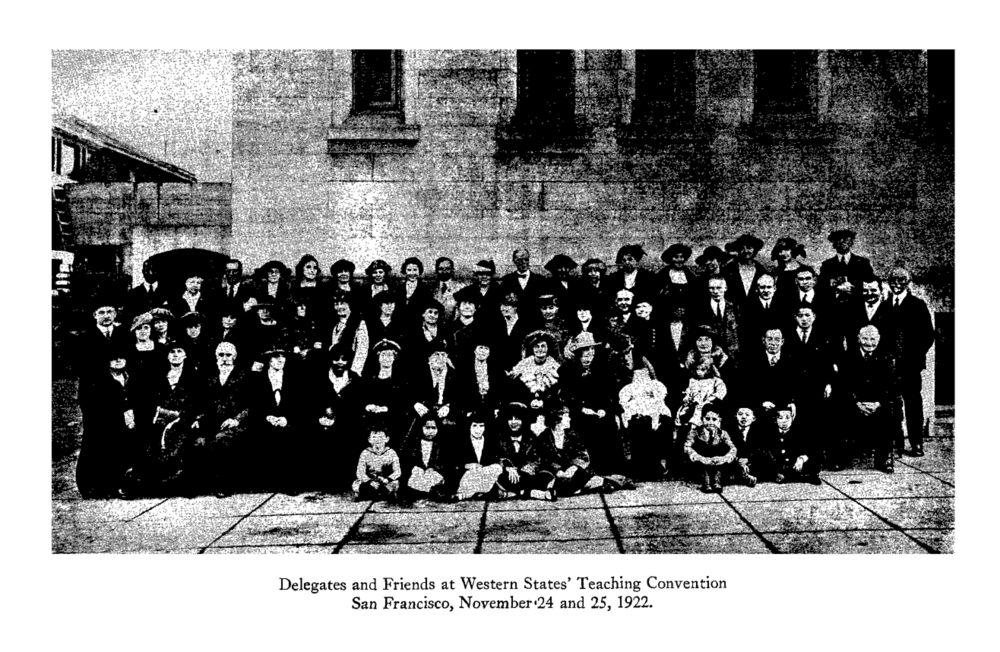 Delegates and Friends at Western States' Teaching Convention
San Francisco, November 24 and 25, 1922.